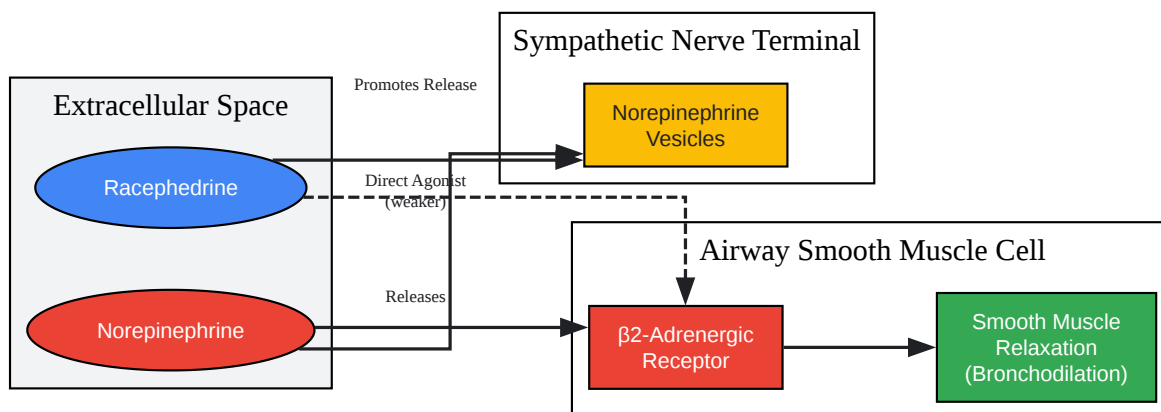 Sympathetic Nerve Terminal
Extracellular Space
Promotes Release
Norepinephrine
Vesicles
Racephedrine
Direct Agonist
(weaker)
Airway Smooth Muscle Cell
Releases
Norepinephrine
β2-Adrenergic
Receptor
Smooth Muscle
Relaxation
(Bronchodilation)